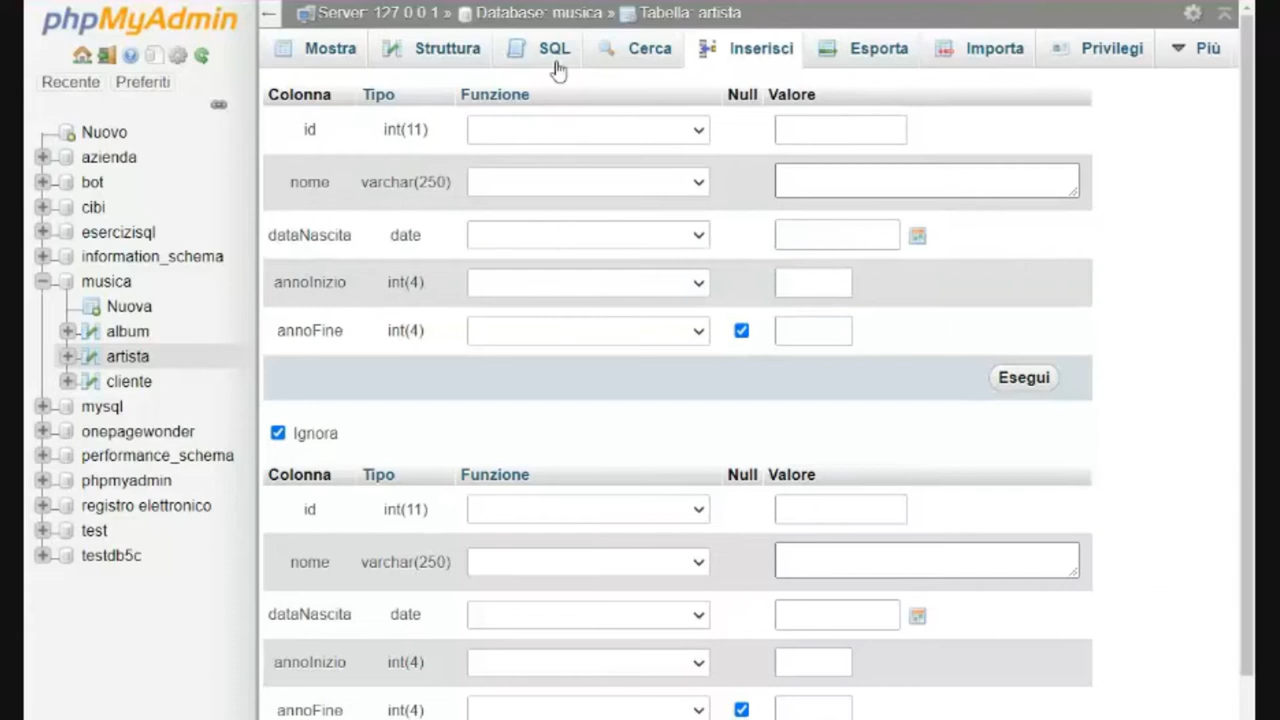 phpMyAdmin
Recente Preferiti
Nuovo
azienda
bot
cibi
esercizisql
information_schema
musica
Nuova
album
artista
cliente
mysql
onepagewonder
performance_schema
phpmyadmin
registro elettronico
test
testdb5c
Server: 127.0.0.1 » Database: musica » Tabella: artista
Mostra Struttura SQL Cerca Inserisci Esporta Importa Privilegi Più
Colonna Tipo Funzione Null Valore
id int(11)
nome varchar(250)
dataNascita date
annoInizio int(4)
annoFine int(4)
Esegui
Ignora
Colonna Tipo Funzione Null Valore
id int(11)
nome varchar(250)
dataNascita date
annoInizio int(4)
annoFine int(4)